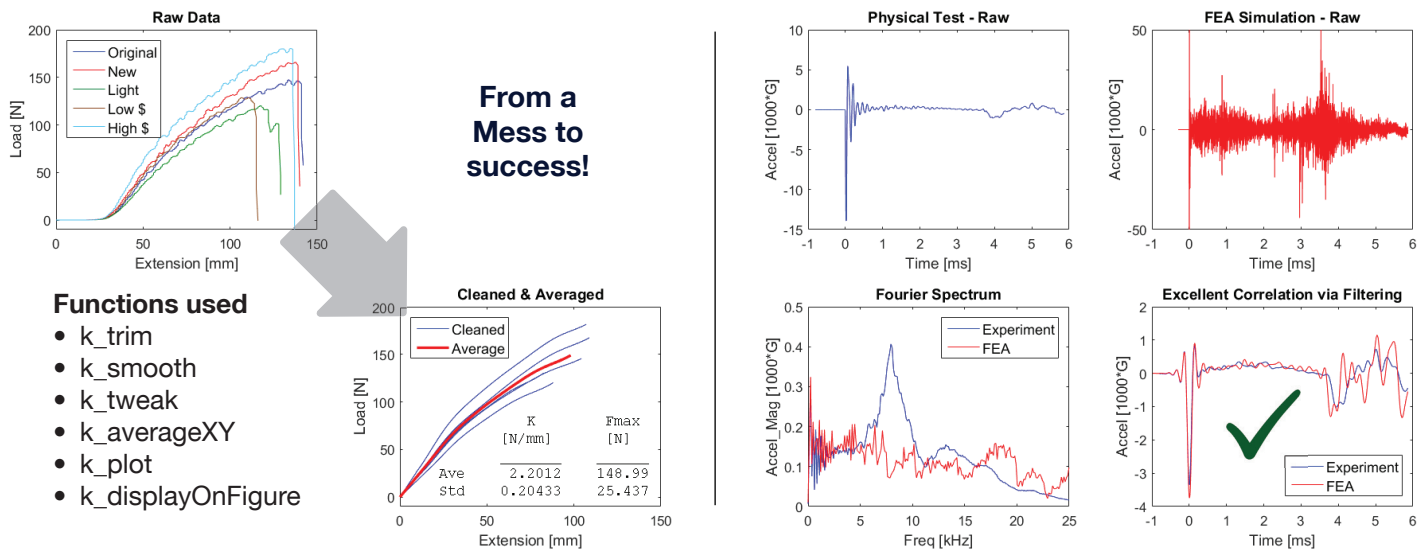 Raw Data
200
150
100
50
0
Load [N]
Original
New
Light
Low $
High $
0 50 100 150
Extension [mm]
From a
Mess to
success!
Functions used
• k_trim
• k_smooth
• k_tweak
• k_averageXY
• k_plot
• k_displayOnFigure
Cleaned & Averaged
200
150
100
50
0
Load [N]
Cleaned
Average
K Fmax
[N/mm] [N]
Ave 2.2012 148.99
Std 0.20433 25.437
0 50 100 150
Extension [mm]
Physical Test - Raw
10
5
0
-5
-10
-15
Accel [1000*G]
-1 0 1 2 3 4 5 6
Time [ms]
FEA Simulation - Raw
50
0
-50
Accel [1000*G]
-1 0 1 2 3 4 5 6
Time [ms]
Fourier Spectrum
0.5
0.4
0.3
0.2
0.1
0
Accel_Mag [1000*G]
Experiment
FEA
0 5 10 15 20 25
Freq [kHz]
Excellent Correlation via Filtering
2
1
0
-1
-2
-3
-4
Accel [1000*G]
Experiment
FEA
-1 0 1 2 3 4 5 6
Time [ms]